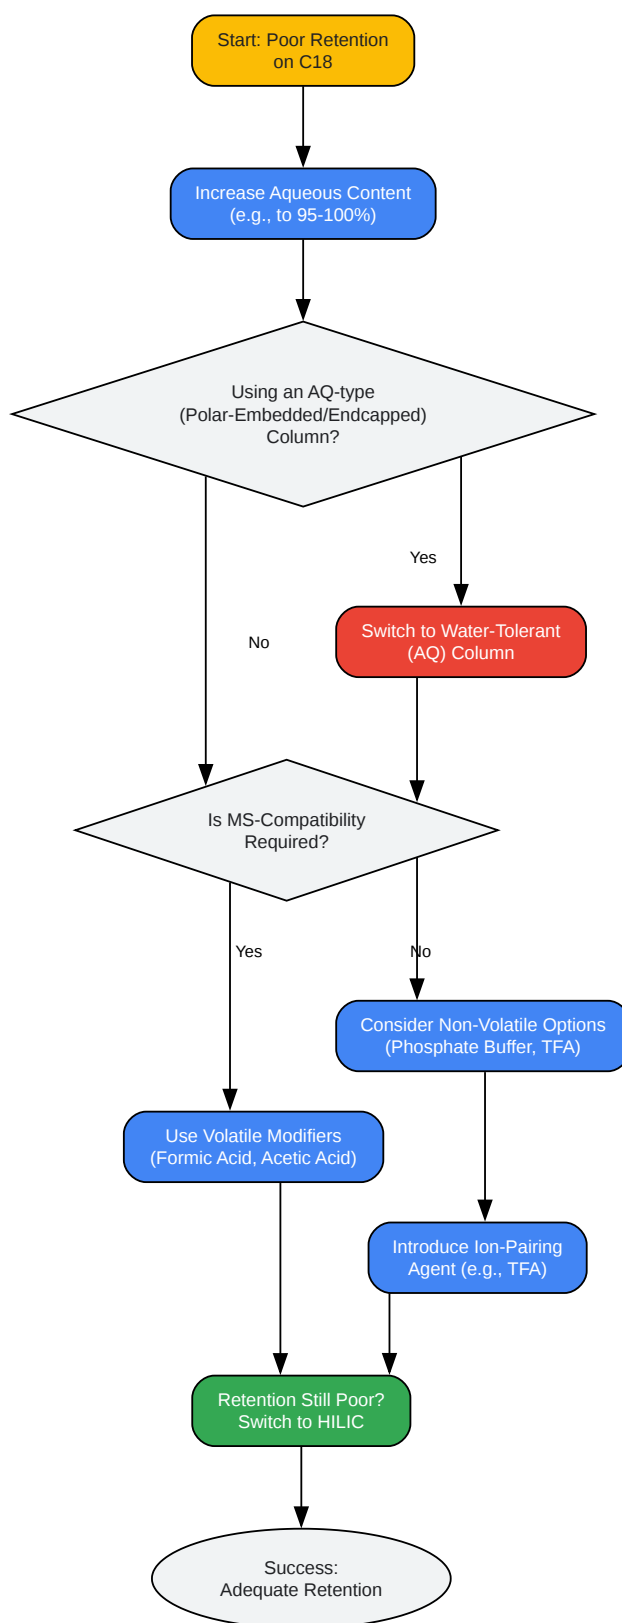 Start: Poor Retention
on C18
Increase Aqueous Content
(e.g., to 95-100%)
Using an AQ-type
(Polar-Embedded/Endcapped)
Column?
Yes
Switch to Water-Tolerant
(AQ) Column
No
Is MS-Compatibility
Required?
Yes
No
Consider Non-Volatile Options
(Phosphate Buffer, TFA)
Use Volatile Modifiers
(Formic Acid, Acetic Acid)
Introduce Ion-Pairing
Agent (e.g., TFA)
Retention Still Poor?
Switch to HILIC
Success:
Adequate Retention